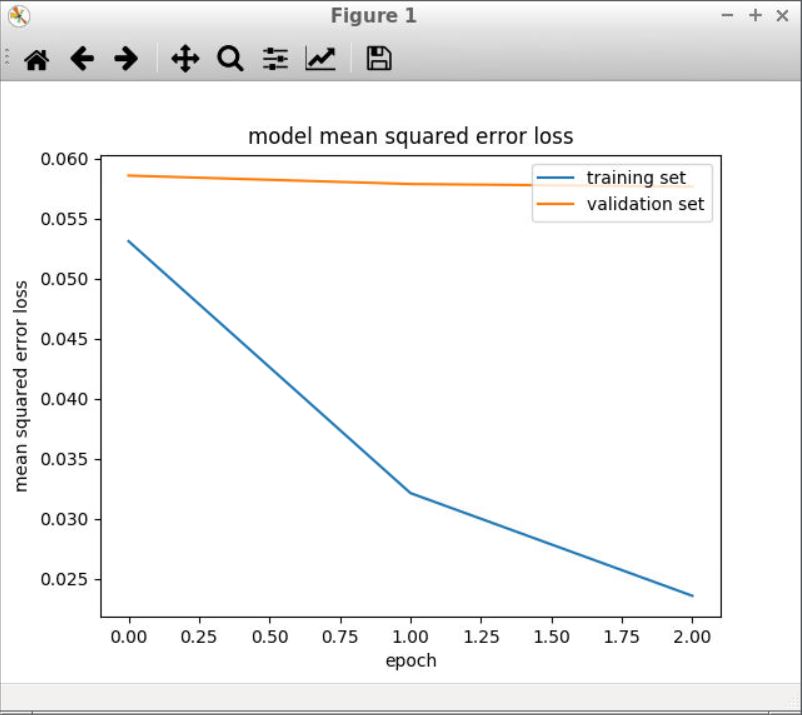 Figure 1
model mean squared error loss
training set
validation set
mean squared error loss
0.060
0.055
0.050
0.045
0.040
0.035
0.030
0.025
0.00 0.25 0.50 0.75 1.00 1.25 1.50 1.75 2.00
epoch